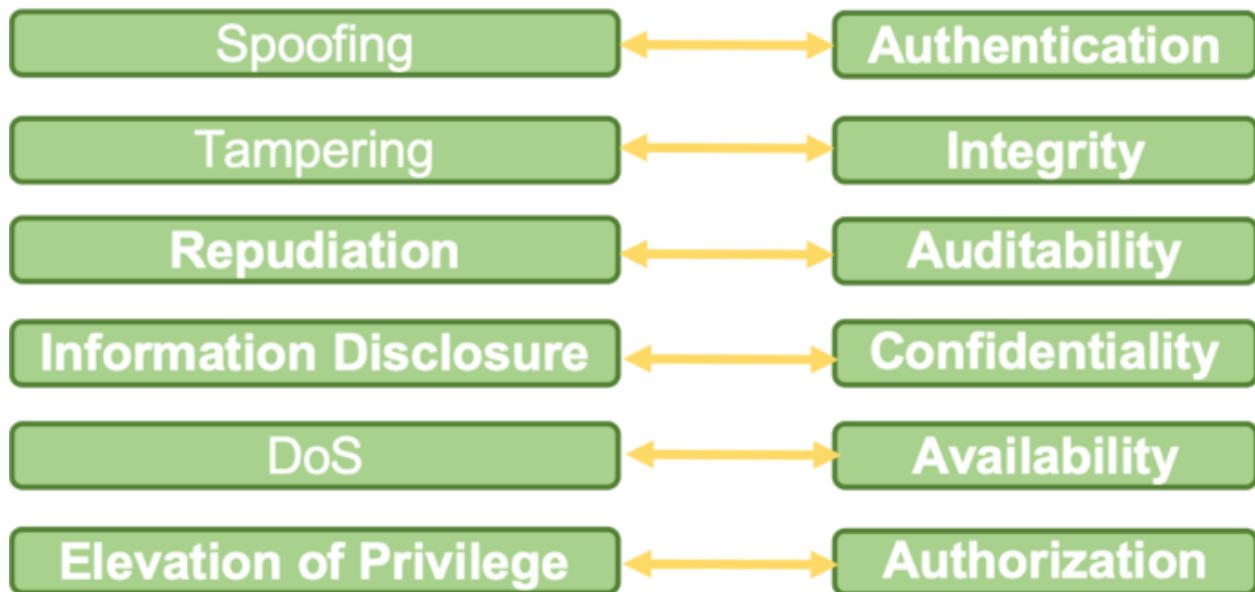 Spoofing
Authentication
Tampering
Integrity
Repudiation
Auditability
Information Disclosure
Confidentiality
DoS
Availability
Elevation of Privilege
Authorization